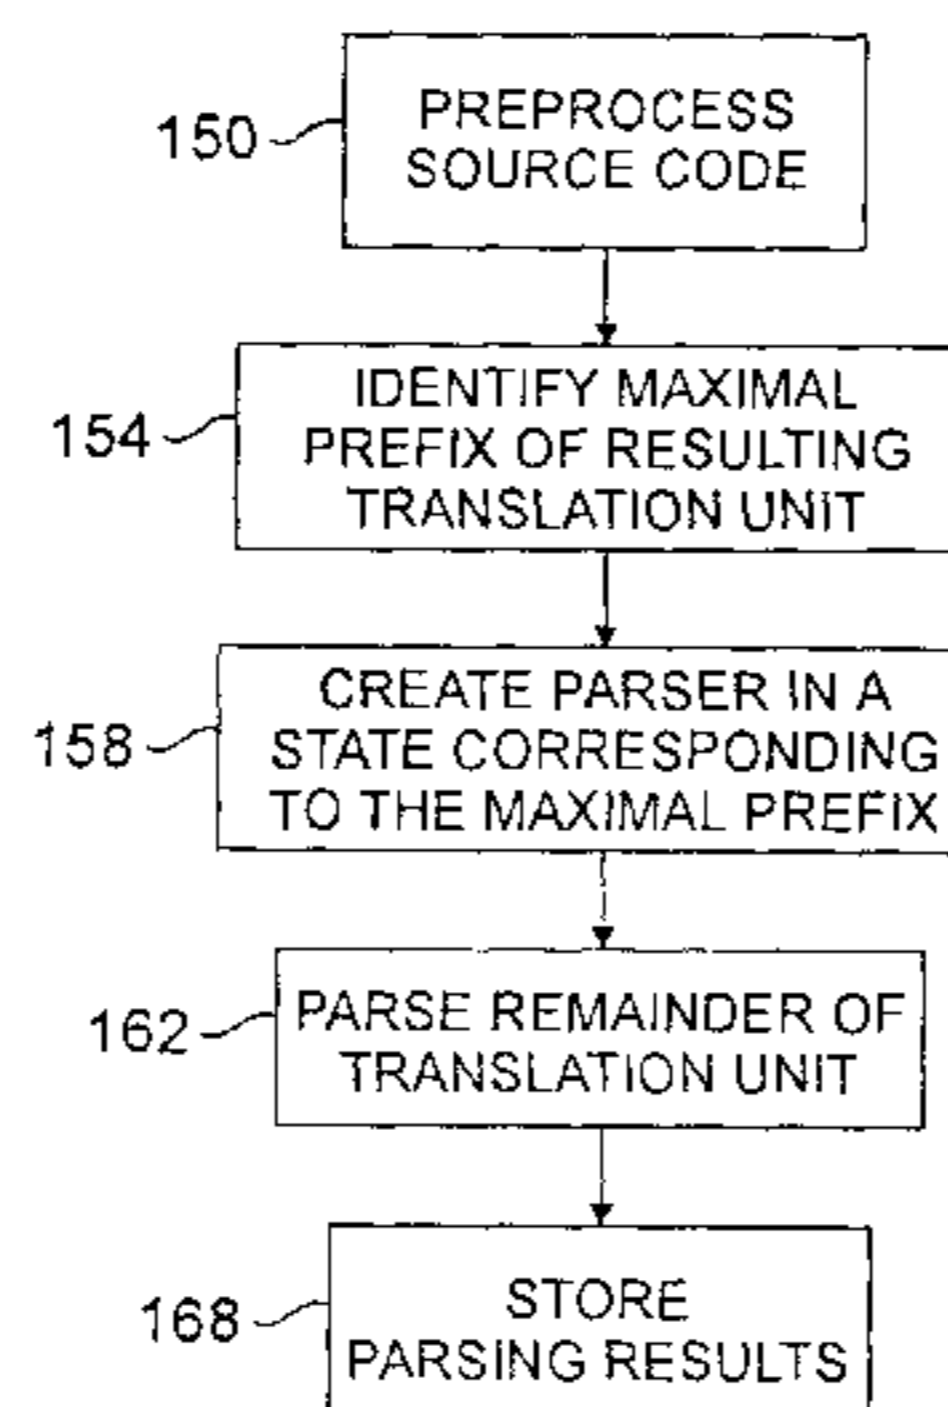 150
PREPROCESS
SOURCE CODE
154
IDENTIFY MAXIMAL
PREFIX OF RESULTING
TRANSLATION UNIT
158
CREATE PARSER IN A
STATE CORRESPONDING
TO THE MAXIMAL PREFIX
162
PARSE REMAINDER OF
TRANSLATION UNIT
168
STORE
PARSING RESULTS